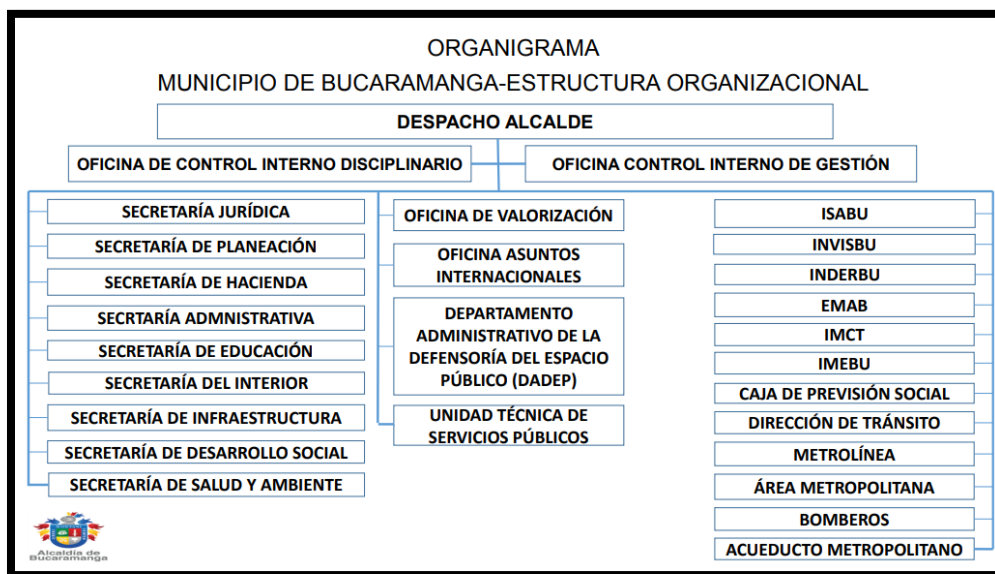 ORGANIGRAMA
MUNICIPIO DE BUCARAMANGA-ESTRUCTURA ORGANIZACIONAL
DESPACHO ALCALDE
OFICINA DE CONTROL INTERNO DISCIPLINARIO
OFICINA CONTROL INTERNO DE GESTIÓN
SECRETARÍA JURÍDICA
SECRETARÍA DE PLANEACIÓN
SECRETARÍA DE HACIENDA
SECRTARÍA ADMNISTRATIVA
SECRETARÍA DE EDUCACIÓN
SECRETARÍA DEL INTERIOR
SECRETARÍA DE INFRAESTRUCTURA
SECRETARÍA DE DESARROLLO SOCIAL
SECRETARÍA DE SALUD Y AMBIENTE
OFICINA DE VALORIZACIÓN
OFICINA ASUNTOS
INTERNACIONALES
DEPARTAMENTO
ADMINISTRATIVO DE LA
DEFENSORÍA DEL ESPACIO
PÚBLICO (DADEP)
UNIDAD TÉCNICA DE
SERVICIOS PÚBLICOS
ISABU
INVISBU
INDERBU
EMAB
IMCT
IMEBU
CAJA DE PREVISIÓN SOCIAL
DIRECCIÓN DE TRÁNSITO
METROLÍNEA
ÁREA METROPOLITANA
BOMBEROS
ACUEDUCTO METROPOLITANO
Alcaldía de
Bucaramanga